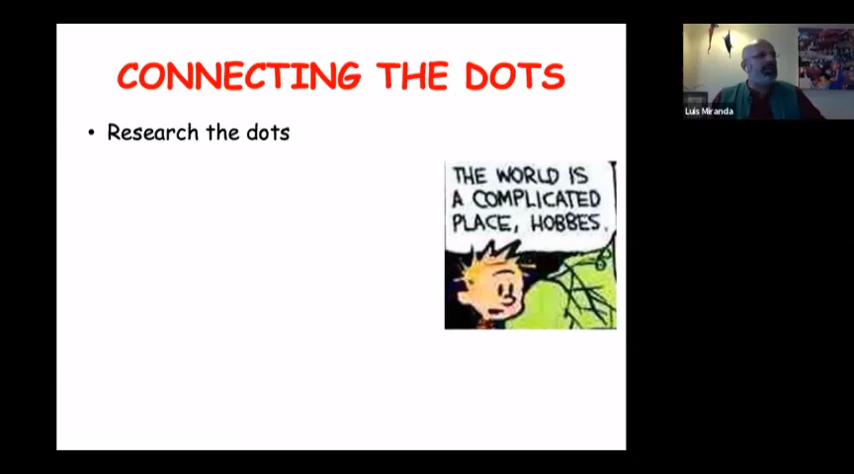 CONNECTING THE DOTS
• Research the dots
THE WORLD IS
A COMPLICATED
PLACE, HOBBES.
Luis Miranda